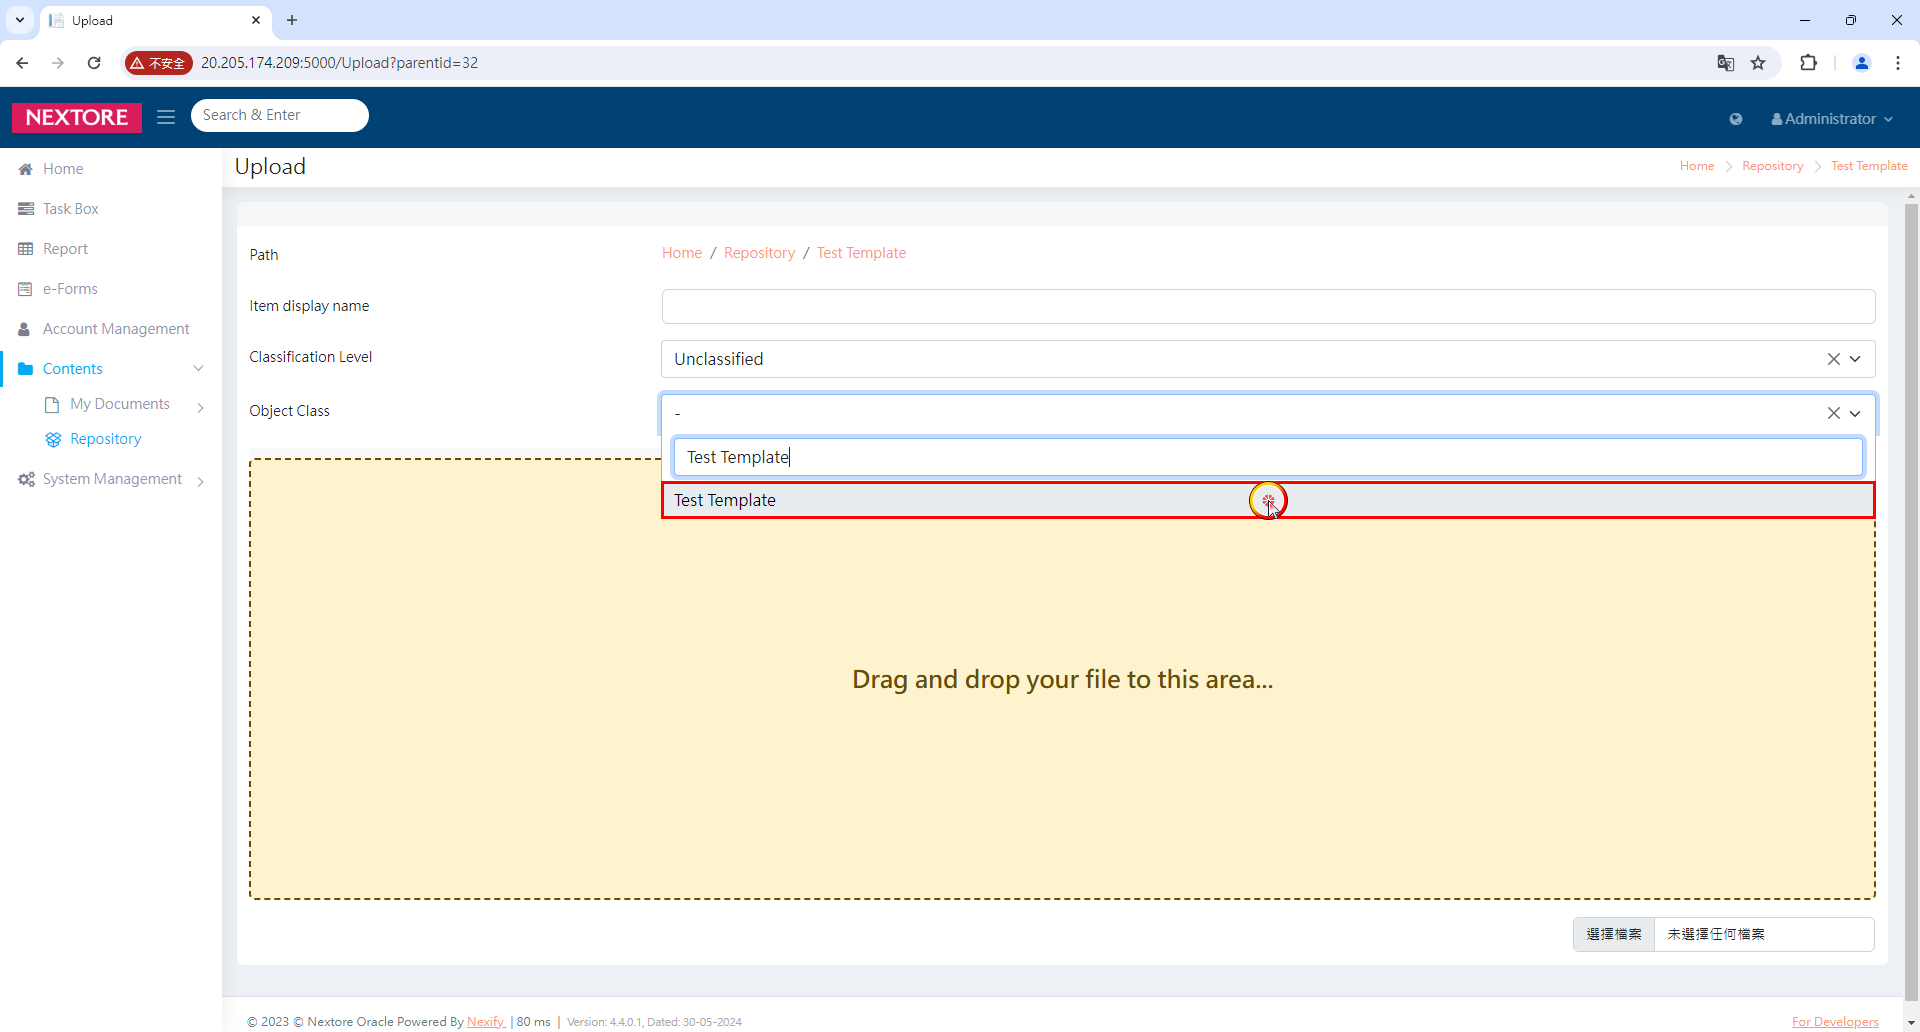 Upload
不安全
20.205.174.209:5000/Upload?parentid=32
NEXTORE
Search & Enter
Administrator
Home
Task Box
Report
e-Forms
Account Management
Contents
My Documents
Repository
System Management
Upload
Home > Repository > Test Template
Path
Home / Repository / Test Template
Item display name
Classification Level
Unclassified
Object Class
-
Test Template
Test Template
Drag and drop your file to this area...
選擇檔案 未選擇任何檔案
© 2023 © Nextore Oracle Powered By Nexify | 80 ms | Version: 4.4.0.1, Dated: 30-05-2024
For Developers